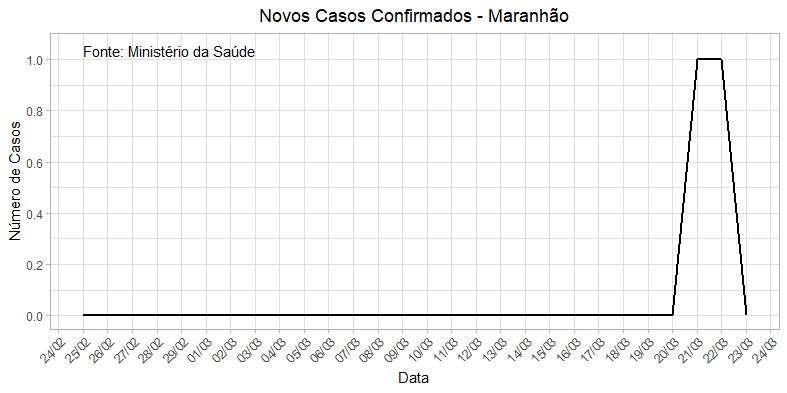 Novos Casos Confirmados - Maranhão
Fonte: Ministério da Saúde
Número de Casos
1.0
0.8
0.6
0.4
0.2
0.0
24/02 25/02 26/02 27/02 28/02 29/02 01/03 02/03 03/03 04/03 05/03 06/03 07/03 08/03 09/03 10/03 11/03 12/03 13/03 14/03 15/03 16/03 17/03 18/03 19/03 20/03 21/03 22/03 23/03 24/03
Data